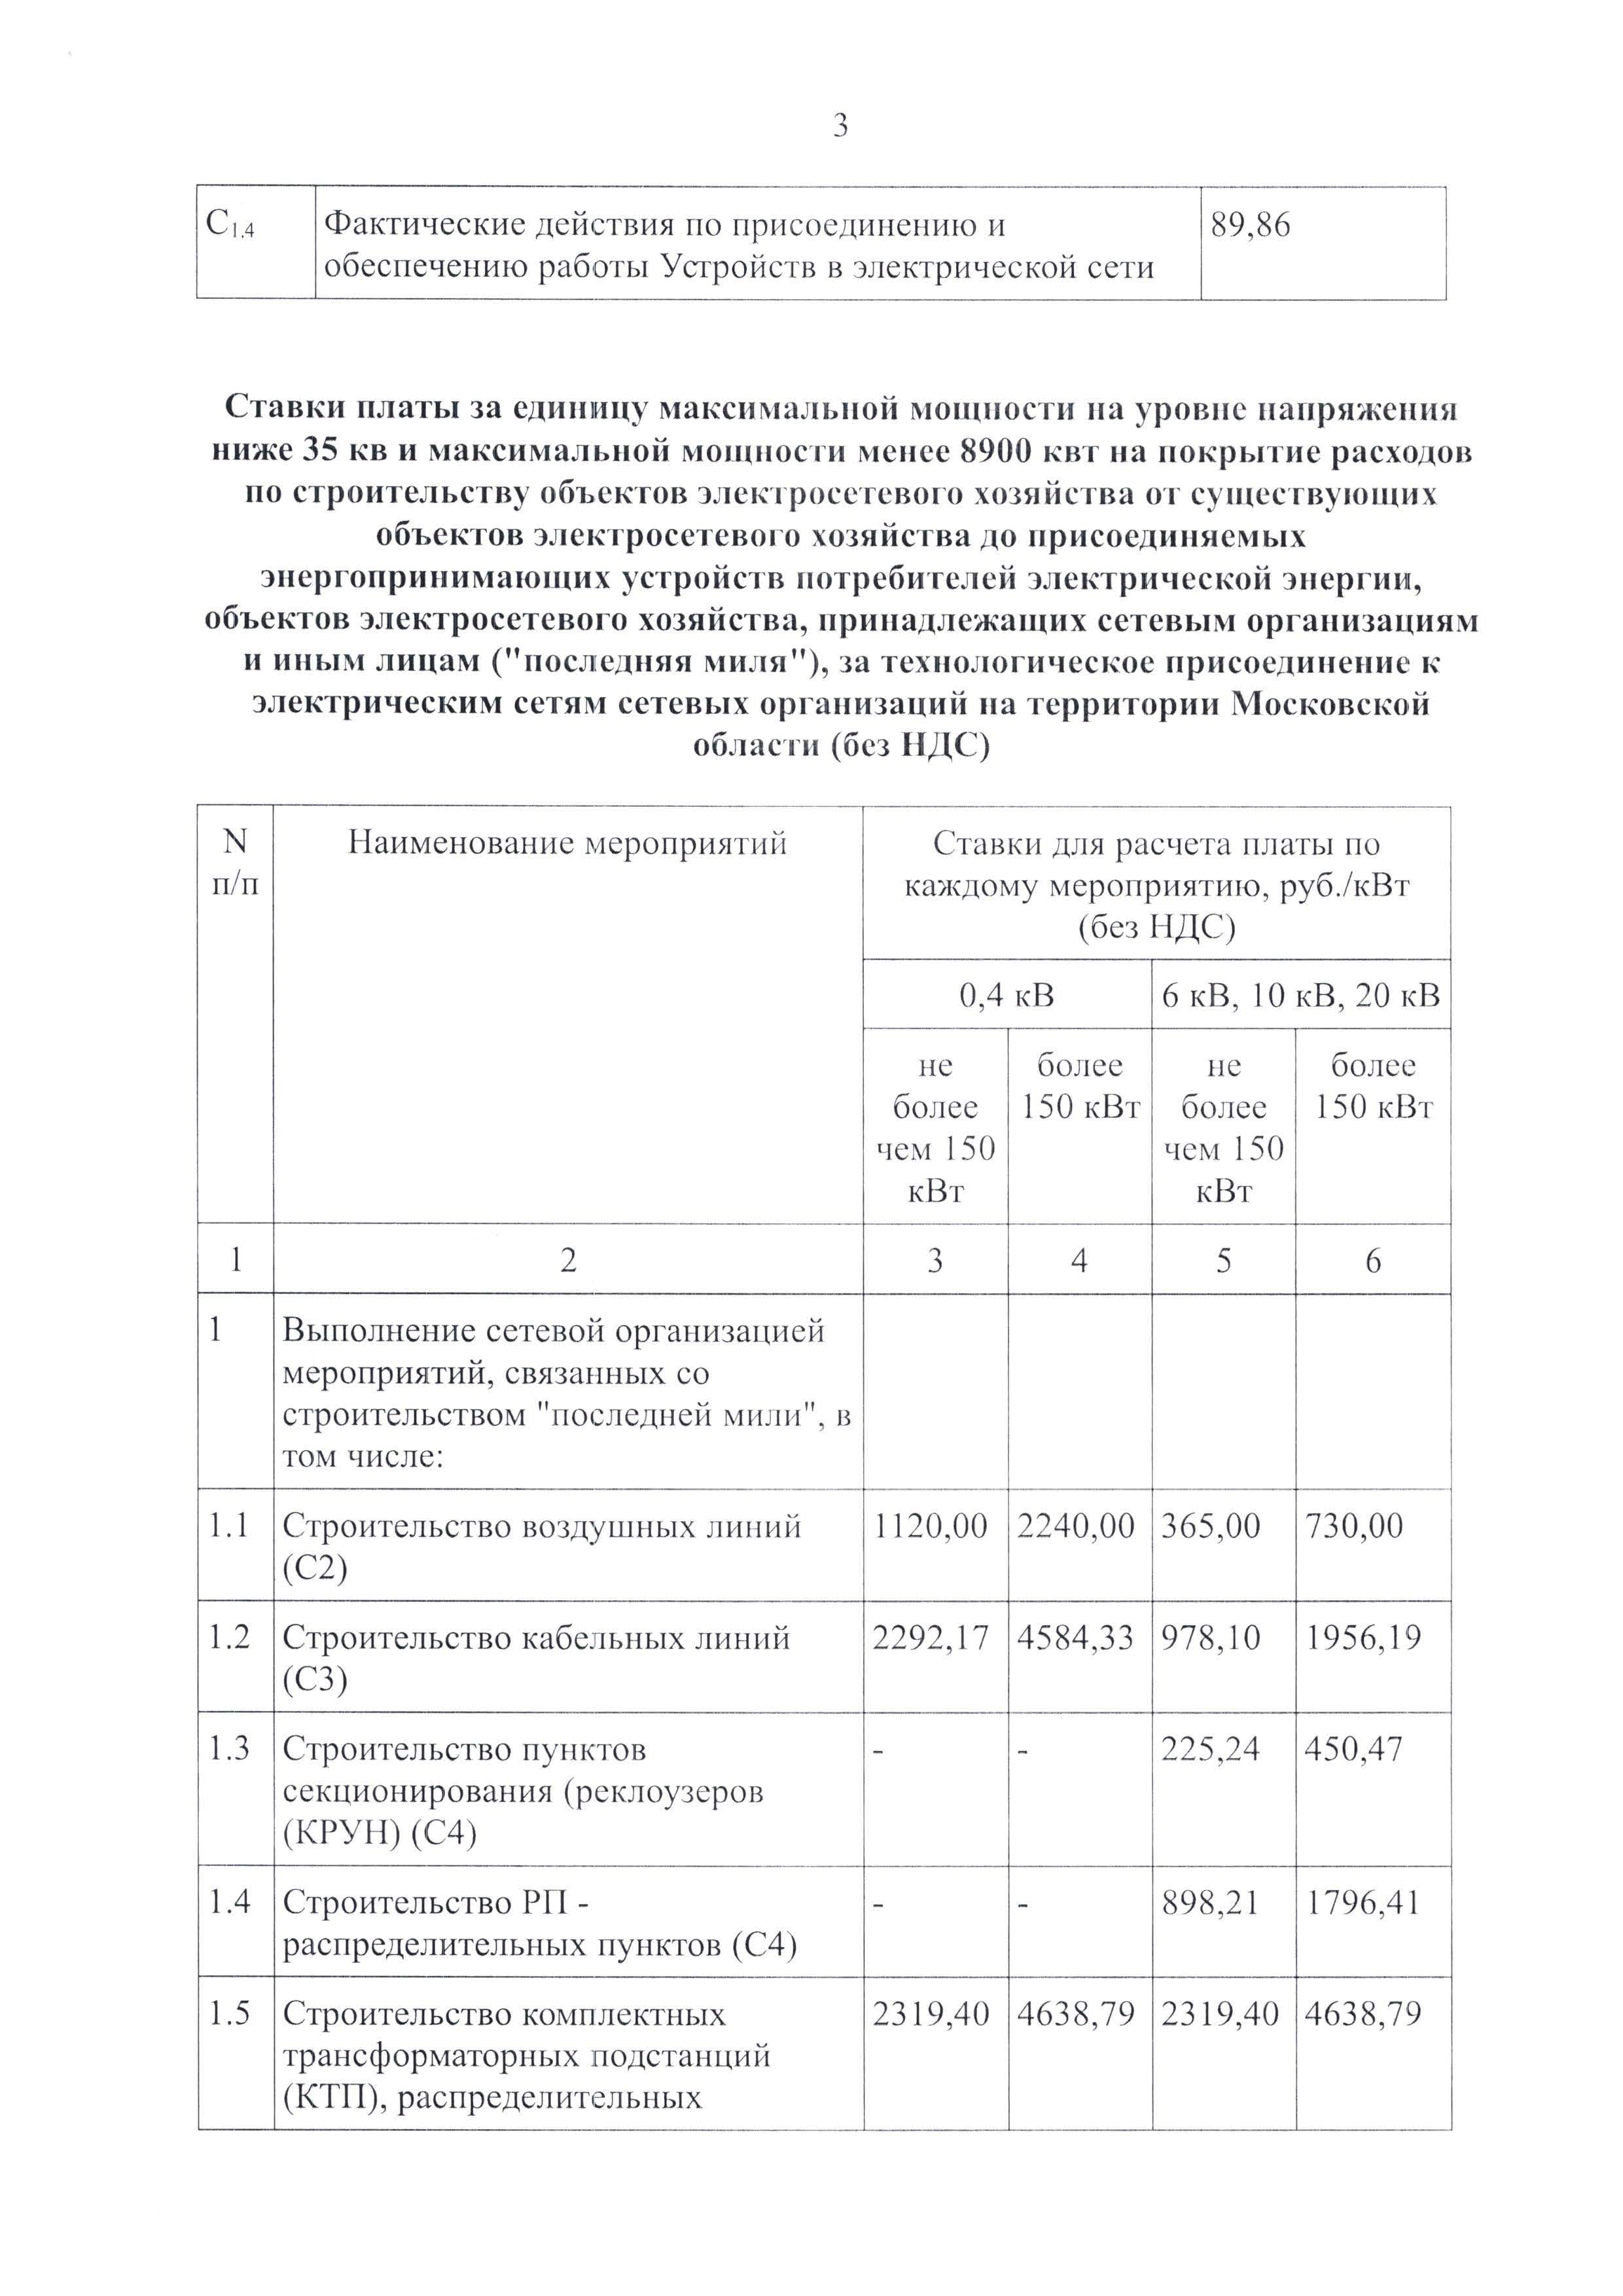 3
С1.4 Фактические действия по присоединению и 89,86
обеспечению работы Устройств в электрической сети
Ставки платы за единицу максимальной мощности на уровне напряжения
ниже 35 кв и максимальной мощности менее 8900 квт на покрытие расходов
по строительству объектов электросетевого хозяйства от существующих
объектов электросетевого хозяйства до присоединяемых
энергопринимающих устройств потребителей электрической энергии,
объектов электросетевого хозяйства, принадлежащих сетевым организациям
и иным лицам ("последняя миля"), за технологическое присоединение к
электрическим сетям сетевых организаций на территории Московской
области (без НДС)
N
п/п
Наименование мероприятий
Ставки для расчета платы по
каждому мероприятию, руб./кВт
(без НДС)
0,4 кВ
6 кВ, 10 кВ, 20 кВ
не
более
чем 150
кВт
более
150 кВт
не
более
чем 150
кВт
более
150 кВт
1 2 3 4 5 6
1 Выполнение сетевой организацией
мероприятий, связанных со
строительством "последней мили", в
том числе:
1.1 Строительство воздушных линий 1120,00 2240,00 365,00 730,00
(С2)
1.2 Строительство кабельных линий 2292,17 4584,33 978,10 1956,19
(С3)
1.3 Строительство пунктов - - 225,24 450,47
секционирования (реклоузеров
(КРУН) (С4)
1.4 Строительство РП - - - 898,21 1796,41
распределительных пунктов (С4)
1.5 Строительство комплектных 2319,40 4638,79 2319,40 4638,79
трансформаторных подстанций
(КТП), распределительных